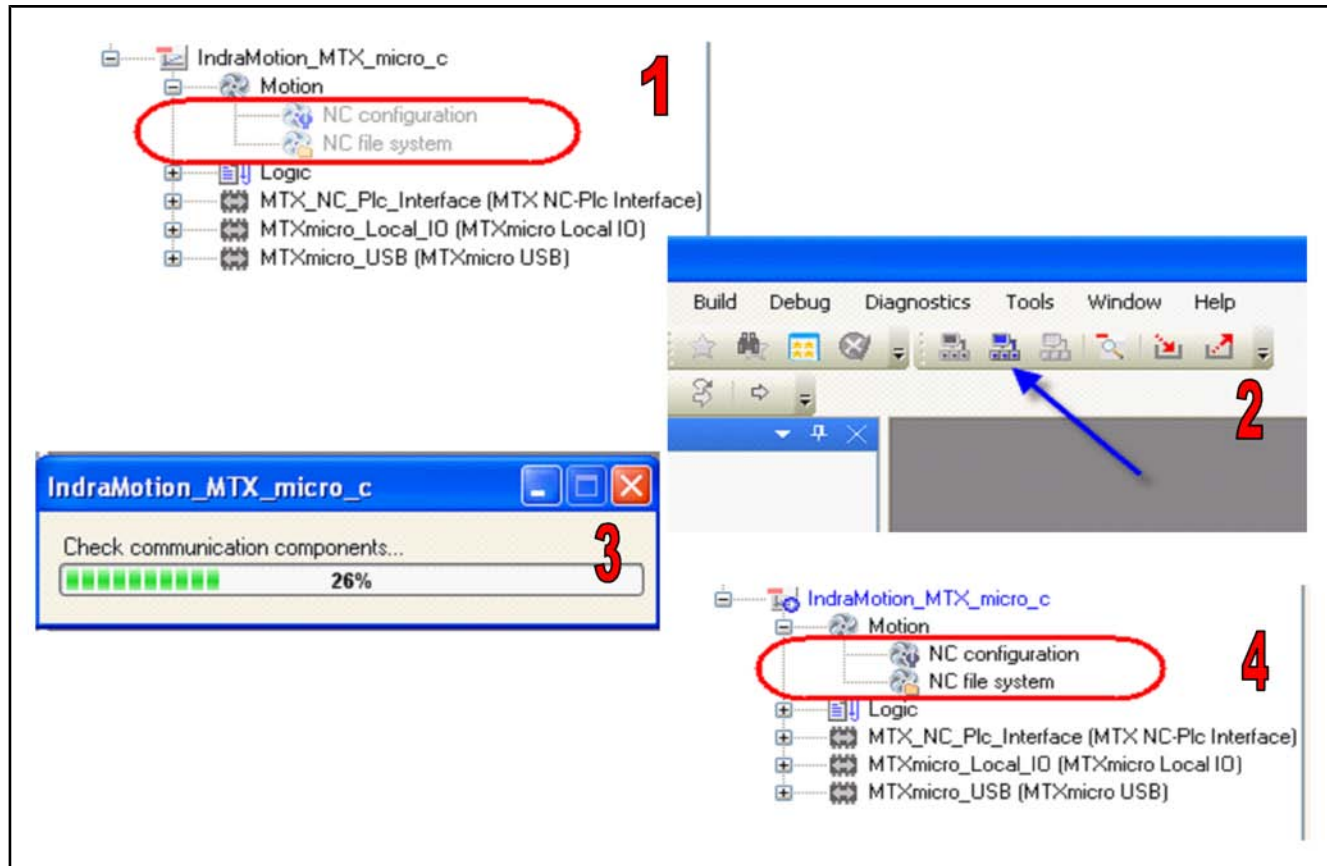 IndraMotion_MTX_micro_c
Motion
NC configuration
NC file system
Logic
MTX_NC_Plc_Interface (MTX NC-Plc Interface)
MTXmicro_Local_IO (MTXmicro Local IO)
MTXmicro_USB (MTXmicro USB)
1
Build Debug Diagnostics Tools Window Help
2
IndraMotion_MTX_micro_c
Check communication components...
26%
3
IndraMotion_MTX_micro_c
Motion
NC configuration
NC file system
Logic
MTX_NC_Plc_Interface (MTX NC-Plc Interface)
MTXmicro_Local_IO (MTXmicro Local IO)
MTXmicro_USB (MTXmicro USB)
4